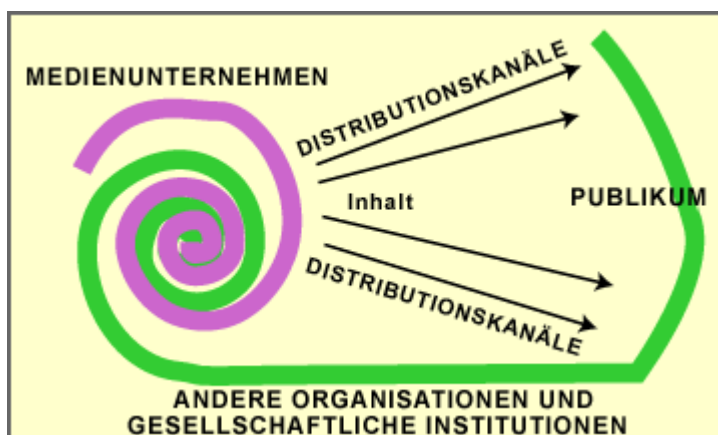 MEDIENUNTERNEHMEN
DISTRIBUTIONSKANÄLE
Inhalt
PUBLIKUM
DISTRIBUTIONSKANÄLE
ANDERE ORGANISATIONEN UND
GESELLSCHAFTLICHE INSTITUTIONEN